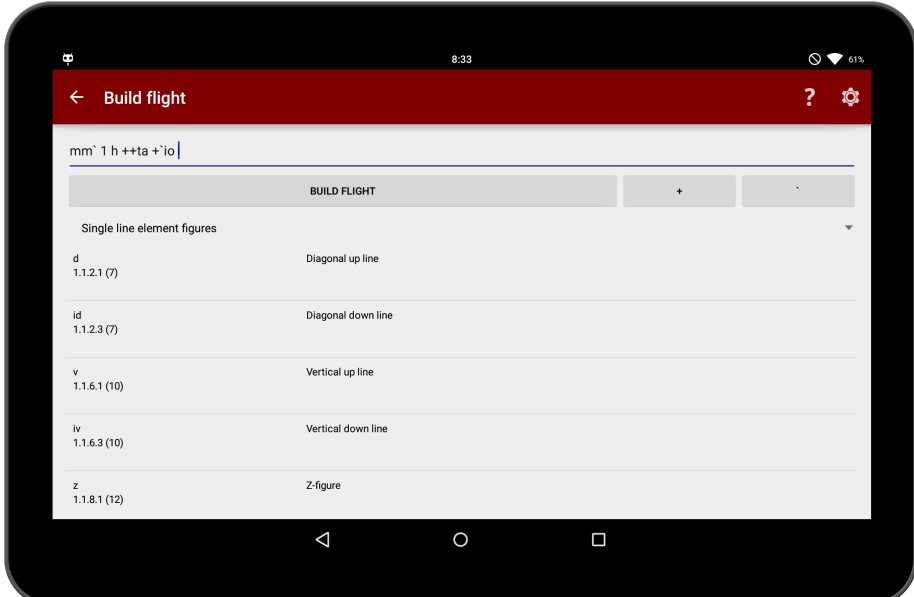 8:33
61%
Build flight
?
mm` 1 h ++ta +`io
BUILD FLIGHT
+
`
Single line element figures
d
Diagonal up line
1.1.2.1 (7)
id
Diagonal down line
1.1.2.3 (7)
v
Vertical up line
1.1.6.1 (10)
iv
Vertical down line
1.1.6.3 (10)
z
Z-figure
1.1.8.1 (12)